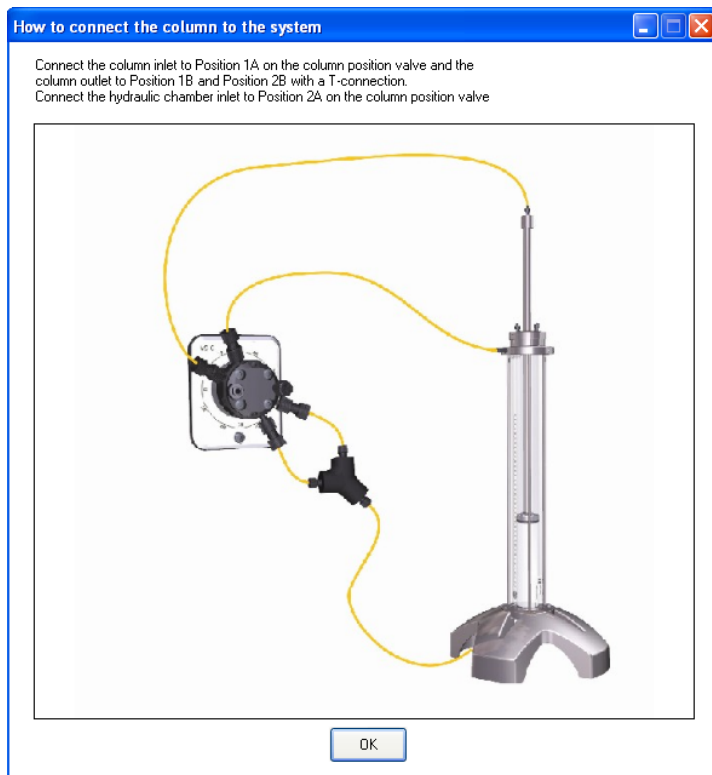 How to connect the column to the system
Connect the column inlet to Position 1A on the column position valve and the
column outlet to Position 1B and Position 2B with a T-connection.
Connect the hydraulic chamber inlet to Position 2A on the column position valve
OK